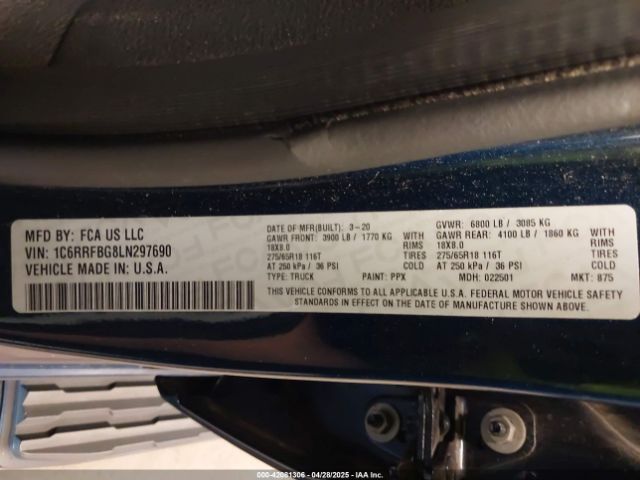 MFD BY: FCA US LLC
VIN: 1C6RRFBG8LN297690
VEHICLE MADE IN: U.S.A.
DATE OF MFR(BUILT): 3-20
GAWR FRONT: 3900 LB / 1770 KG WITH
18X8.0 RIMS
275/65R18 116T TIRES
AT 250 kPa / 36 PSI COLD
TYPE: TRUCK PAINT: PPX
GVWR: 6800 LB / 3085 KG
GAWR REAR: 4100 LB / 1860 KG WITH
18X8.0 RIMS
275/65R18 116T TIRES
AT 250 kPa / 36 PSI COLD
MDH: 022501 MKT: 875
THIS VEHICLE CONFORMS TO ALL APPLICABLE U.S.A. FEDERAL MOTOR VEHICLE SAFETY
STANDARDS IN EFFECT ON THE DATE OF MANUFACTURE SHOWN ABOVE.
000-42081306 04/28/2025 - IAAI